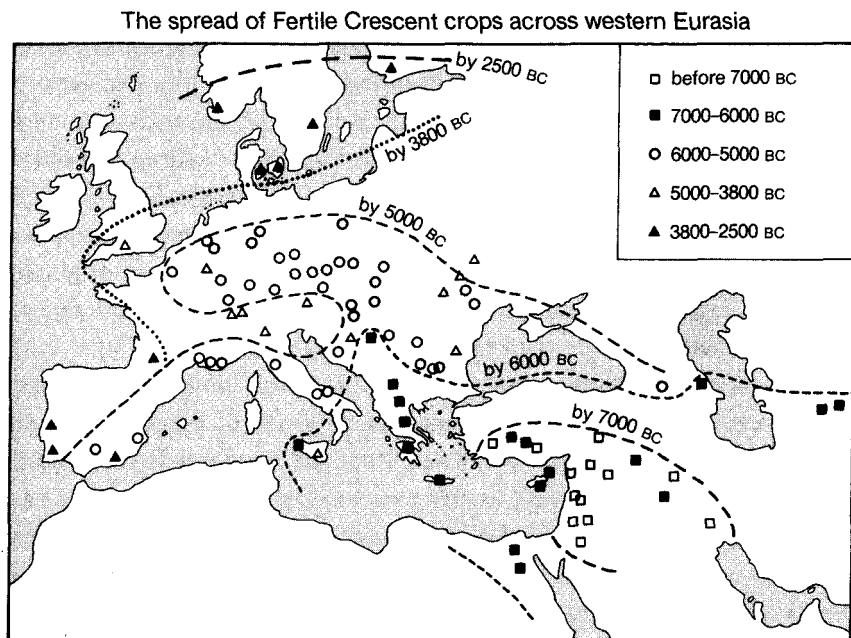 The spread of Fertile Crescent crops across western Eurasia
by 2500 BC
before 7000 BC
7000–6000 BC
6000–5000 BC
5000–3800 BC
3800–2500 BC
by 3800 BC
by 5000 BC
by 6000 BC
by 7000 BC